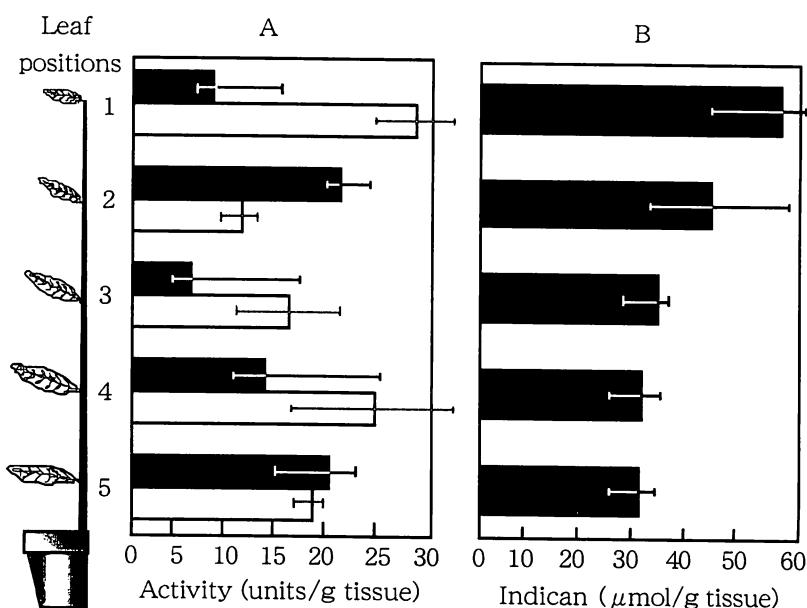 Leaf
positions
A
B
1
2
3
4
5
0 5 10 15 20 25 30
0 10 20 30 40 50 60
Activity (units/g tissue)
Indican (μmol/g tissue)